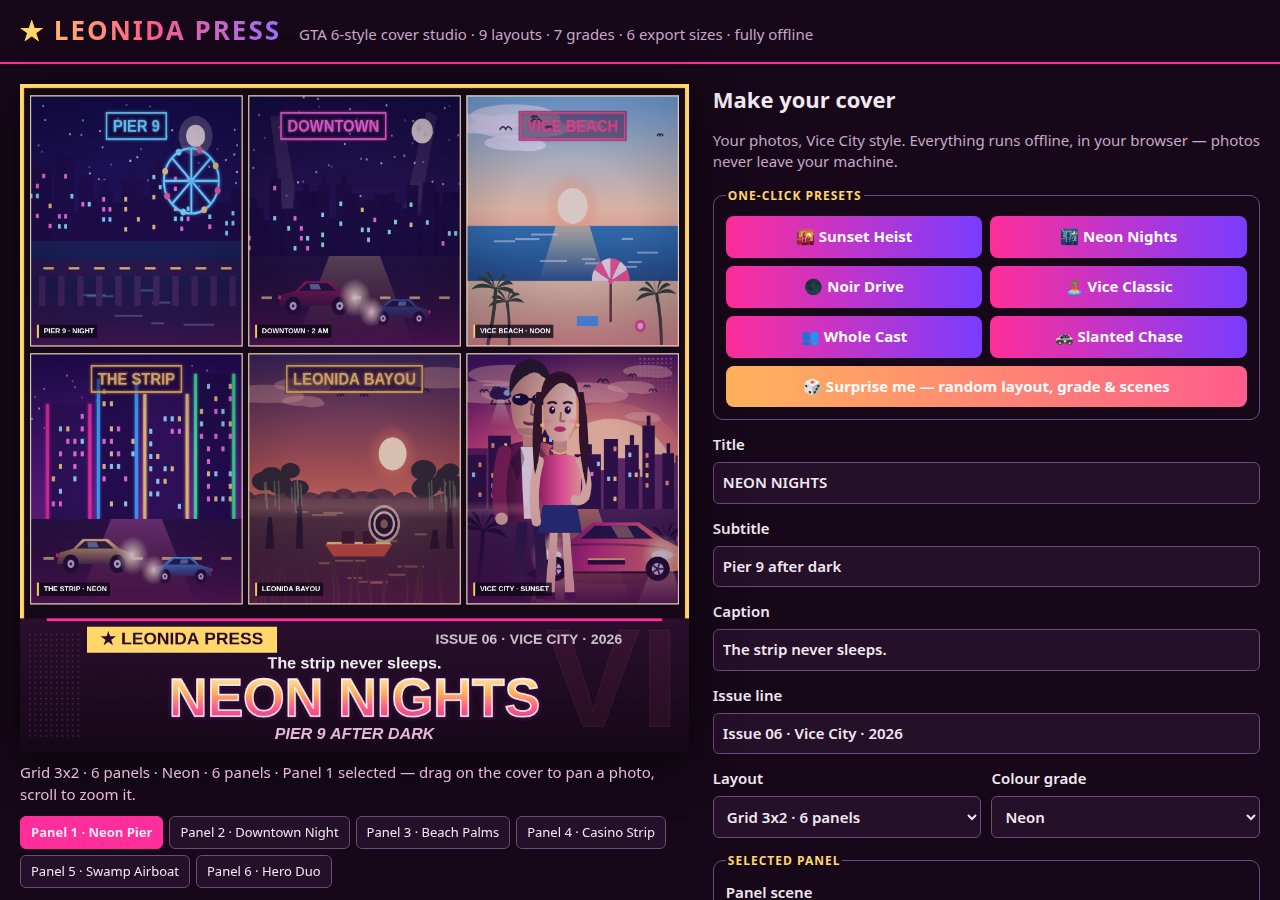 ★ LEONIDA PRESS
GTA 6-style cover studio · 9 layouts · 7 grades · 6 export sizes · fully offline
PIER 9
DOWNTOWN
VICE BEACH
PIER 9 · NIGHT
DOWNTOWN · 2 AM
VICE BEACH · NOON
THE STRIP
LEONIDA BAYOU
THE STRIP · NEON
LEONIDA BAYOU
VICE CITY · SUNSET
★ LEONIDA PRESS
ISSUE 06 · VICE CITY · 2026
VI
The strip never sleeps.
NEON NIGHTS
PIER 9 AFTER DARK
Grid 3x2 · 6 panels · Neon · 6 panels · Panel 1 selected — drag on the cover to pan a photo,
scroll to zoom it.
Panel 1 · Neon Pier
Panel 2 · Downtown Night
Panel 3 · Beach Palms
Panel 4 · Casino Strip
Panel 5 · Swamp Airboat
Panel 6 · Hero Duo
Make your cover
Your photos, Vice City style. Everything runs offline, in your browser — photos
never leave your machine.
ONE-CLICK PRESETS
Sunset Heist
Neon Nights
Noir Drive
Vice Classic
Whole Cast
Slanted Chase
Surprise me — random layout, grade & scenes
Title
NEON NIGHTS
Subtitle
Pier 9 after dark
Caption
The strip never sleeps.
Issue line
Issue 06 · Vice City · 2026
Layout
Colour grade
Grid 3x2 · 6 panels
Neon
SELECTED PANEL
Panel scene